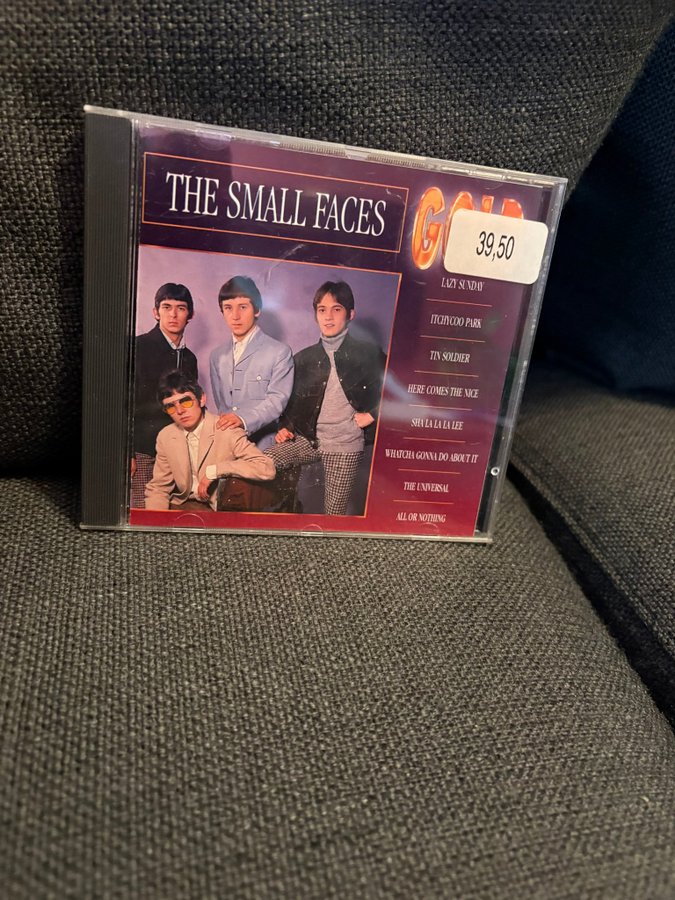 THE SMALL FACES
GOLD
39,50
LAZY SUNDAY
ITCHYCOO PARK
TIN SOLDIER
HERE COMES THE NICE
SHA LA LA LA LEE
WHATCHA GONNA DO ABOUT IT
THE UNIVERSAL
ALL OR NOTHING